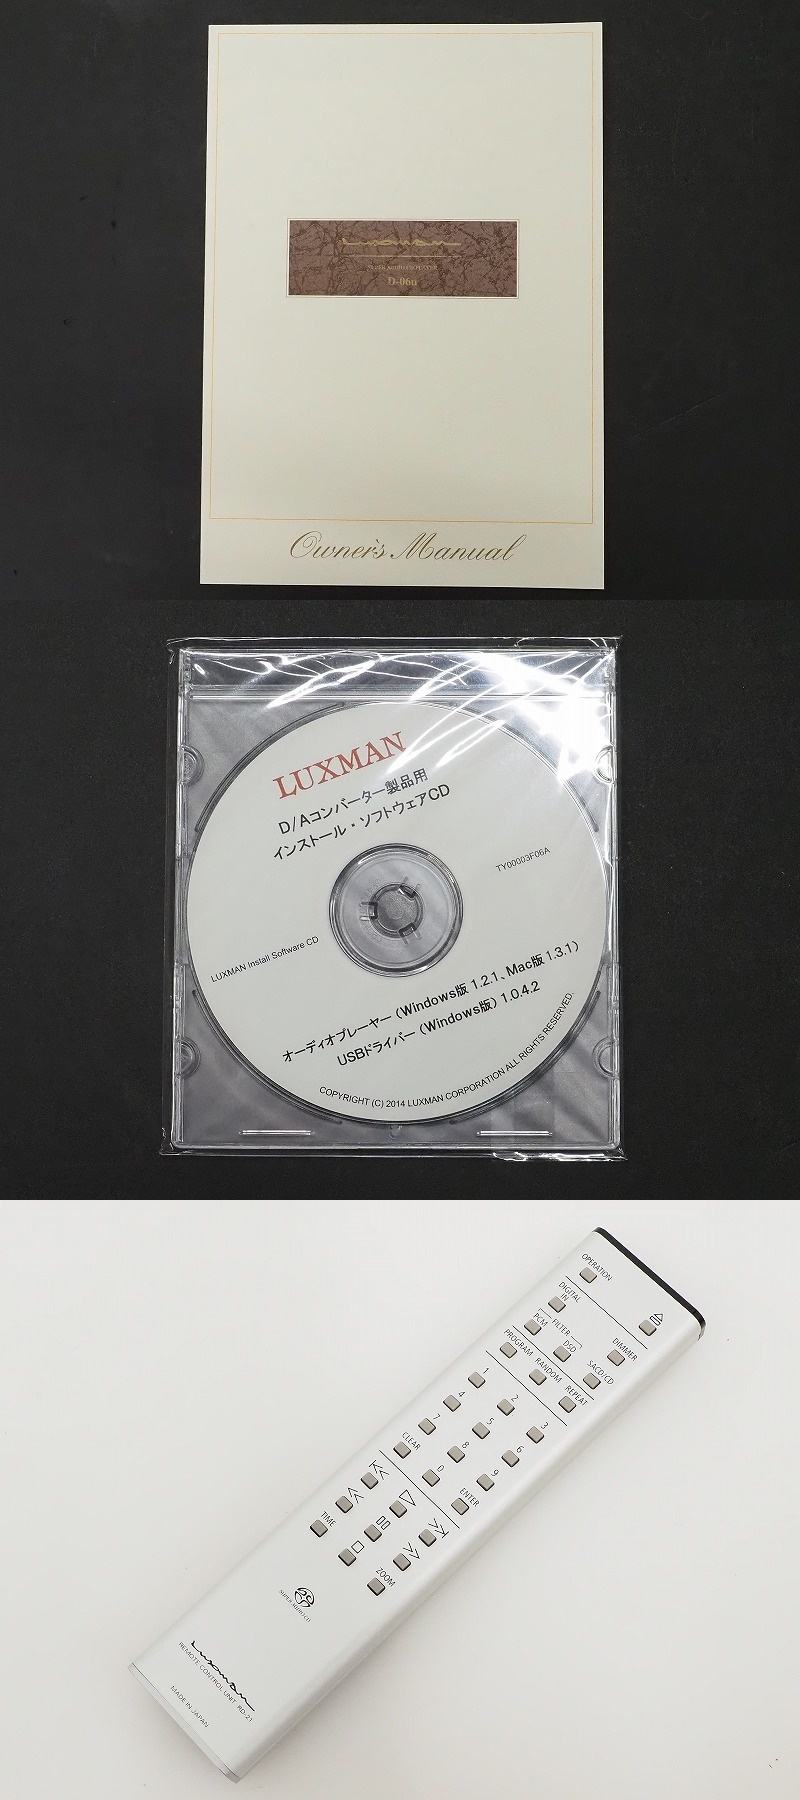 Luxman
SUPER AUDIO CD PLAYER
D-06u
Owner's Manual
LUXMAN
D/Aコンバーター製品用
インストール・ソフトウェアCD
TY00003F06A
LUXMAN Install Software CD
オーディオプレーヤー (Windows版 1.2.1、Mac版 1.3.1)
USBドライバー (Windows版) 1.0.4.2
COPYRIGHT (C) 2014 LUXMAN CORPORATION ALL RIGHTS RESERVED.
OPERATION
DIGITAL
IN
DIMMER
FILTER
PCM
DSD
SACD/CD
PROGRAM
RANDOM
REPEAT
1
2
3
4
5
6
7
8
9
CLEAR
0
ENTER
TIME
ZOOM
SUPER AUDIO CD
Luxman
REMOTE CONTROL UNIT RD-21
MADE IN JAPAN